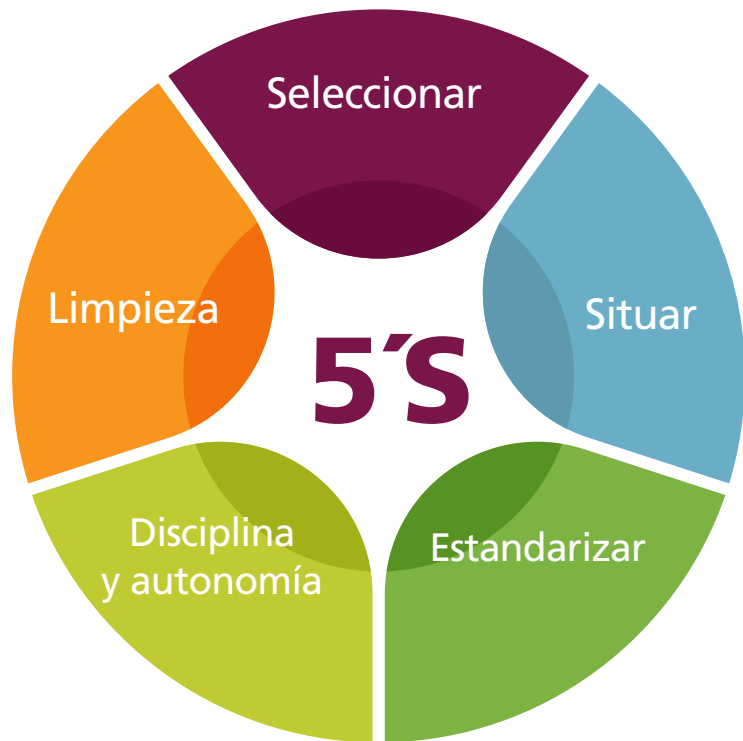 Seleccionar
Situar
Limpieza
5´S
Estandarizar
Disciplina
y autonomía